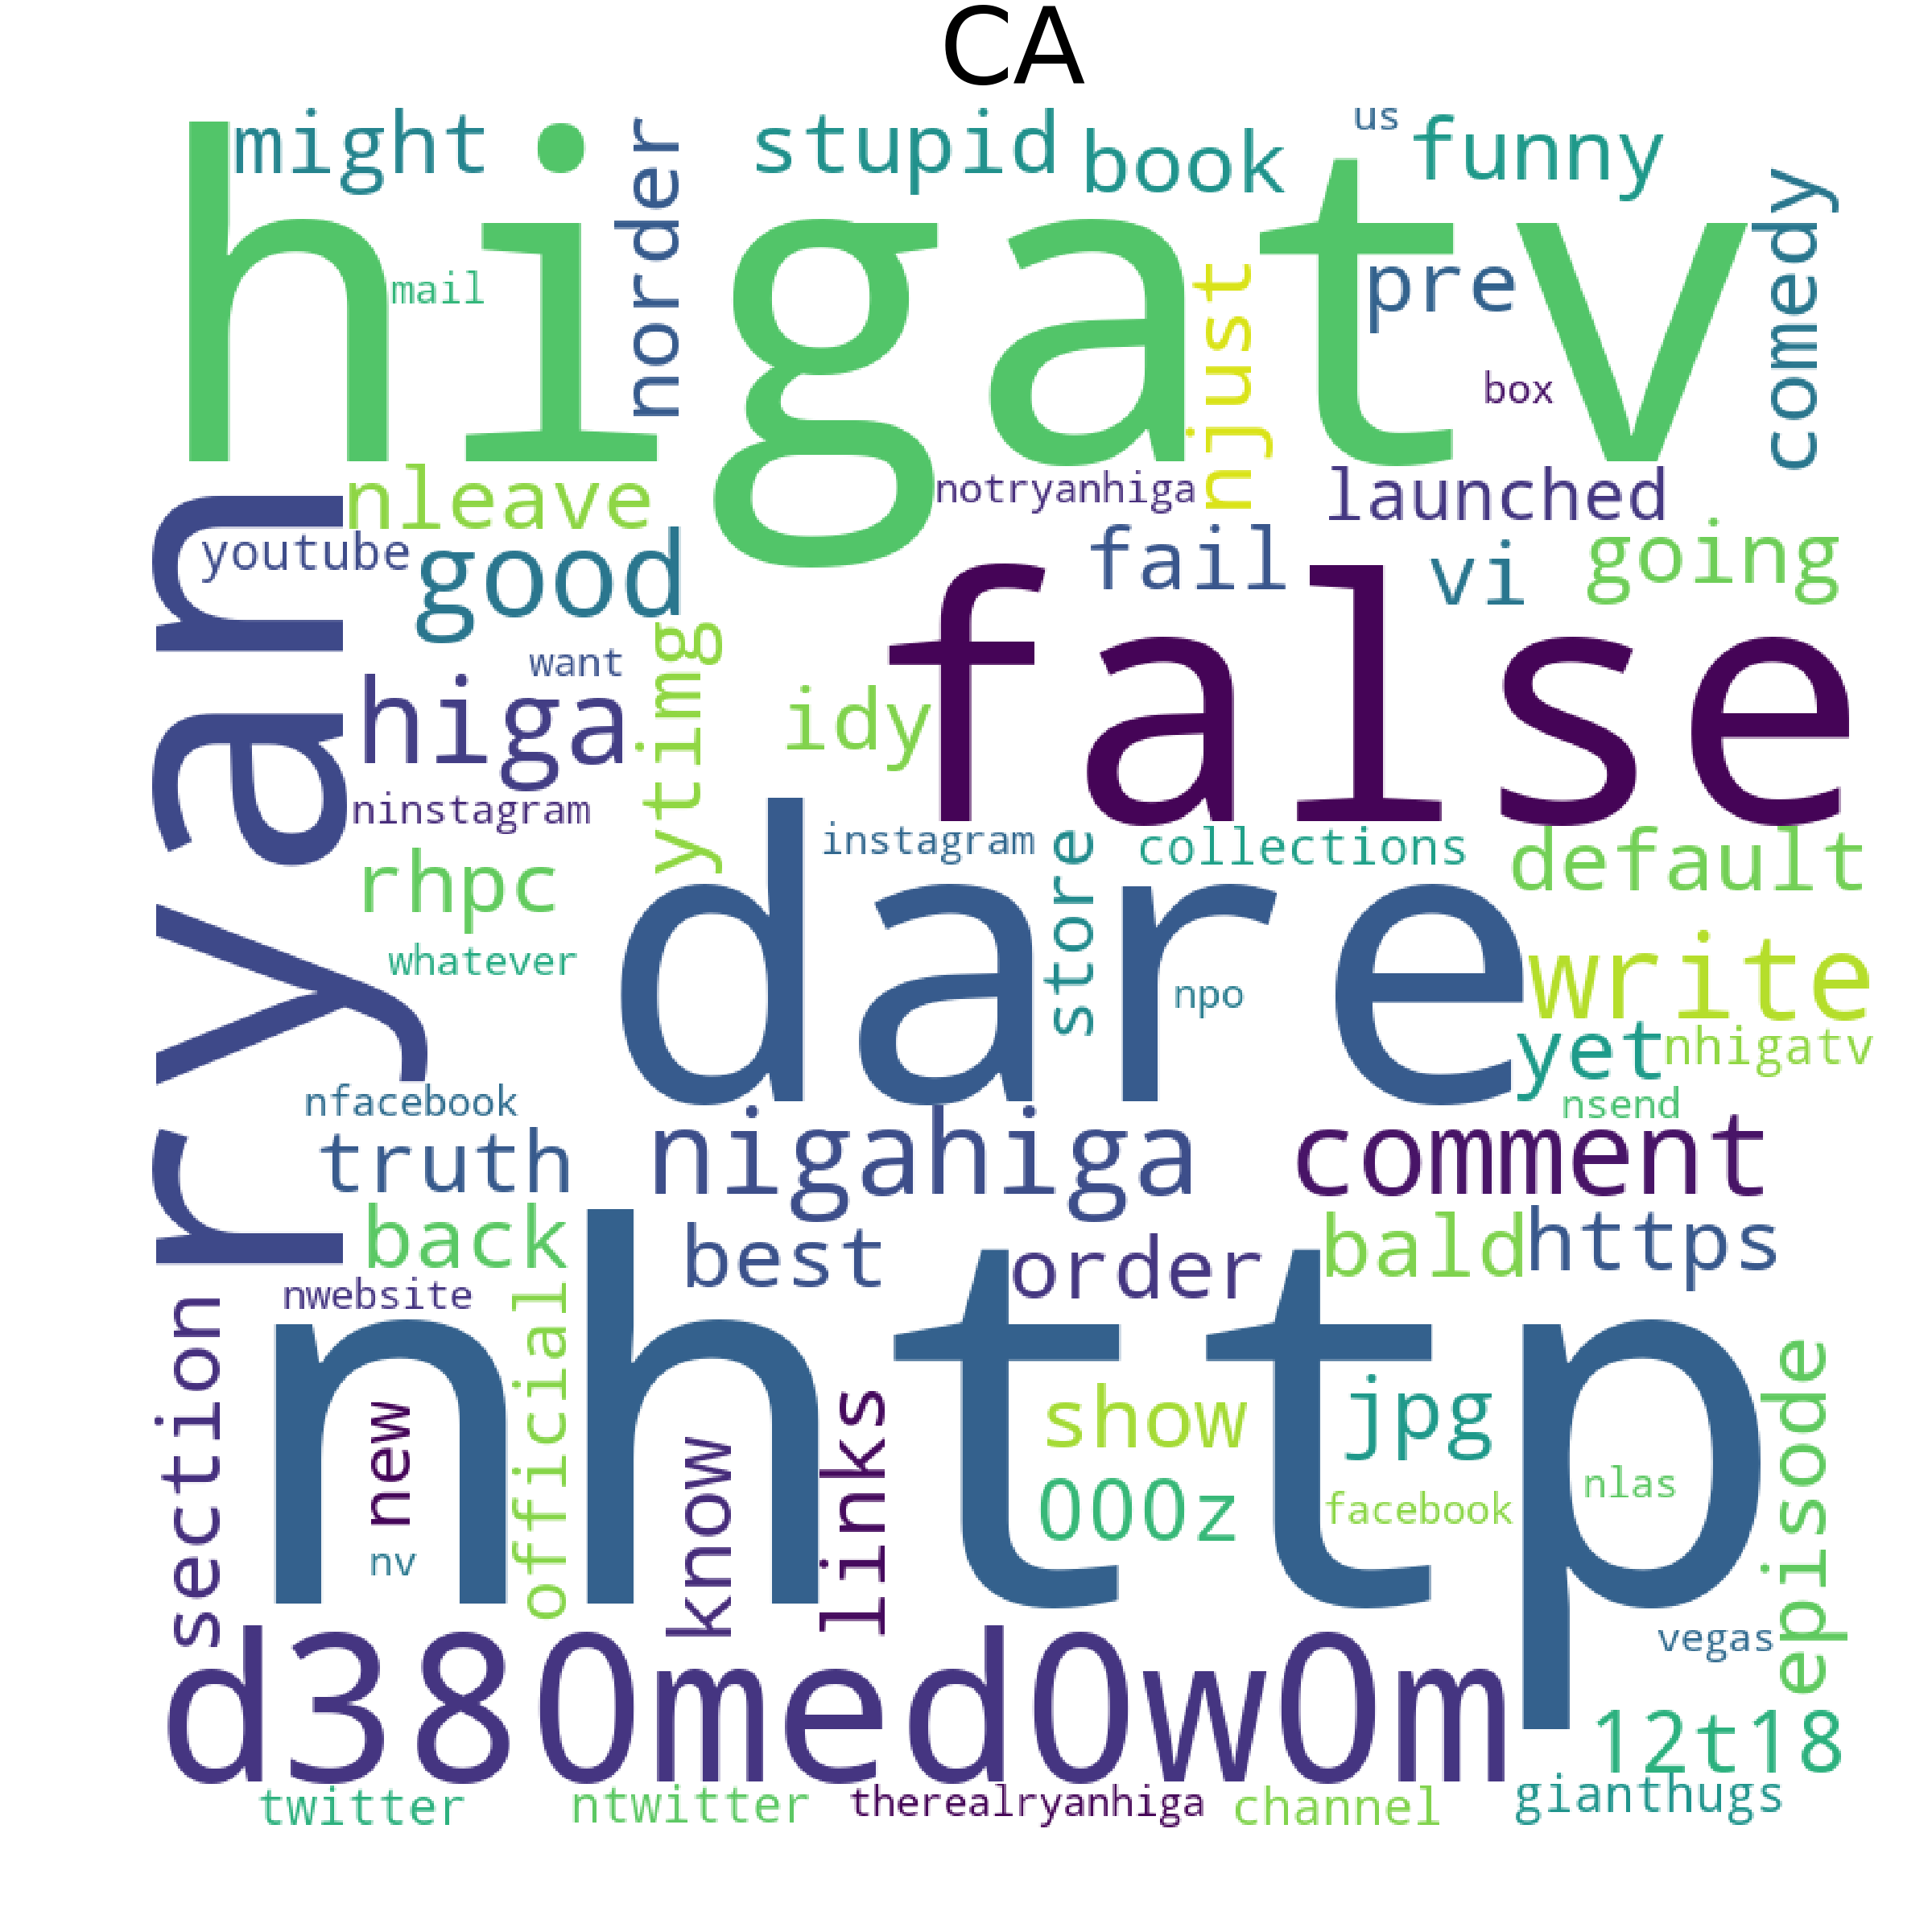 CA
might
stupid
book
us
funny
higatv
norder
comedy
mail
pre
njust
box
nleave
notryanhiga
launched
ryan
youtube
good
fail
vi
going
false
want
higa
ytimg
idy
ninstagram
instagram
store
collections
default
rhpc
dare
whatever
npo
write
yet
nhigatv
nfacebook
nsend
truth
nigahiga
comment
back
best
order
bald
https
nwebsite
section
official
nhttp
new
know
links
show
jpg
episode
000z
facebook
nlas
nv
vegas
d380med0w0m
12t18
twitter
ntwitter
therealryanhiga
channel
gianthugs